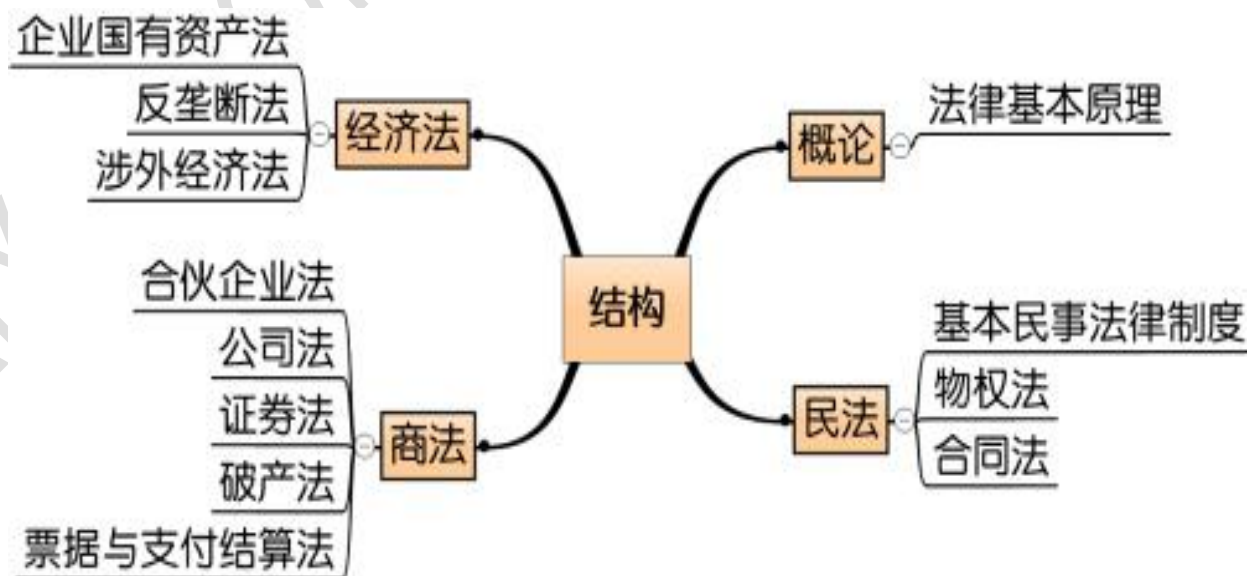 结构
概论
法律基本原理
民法
基本民事法律制度
物权法
合同法
商法
合伙企业法
公司法
证券法
破产法
票据与支付结算法
经济法
企业国有资产法
反垄断法
涉外经济法